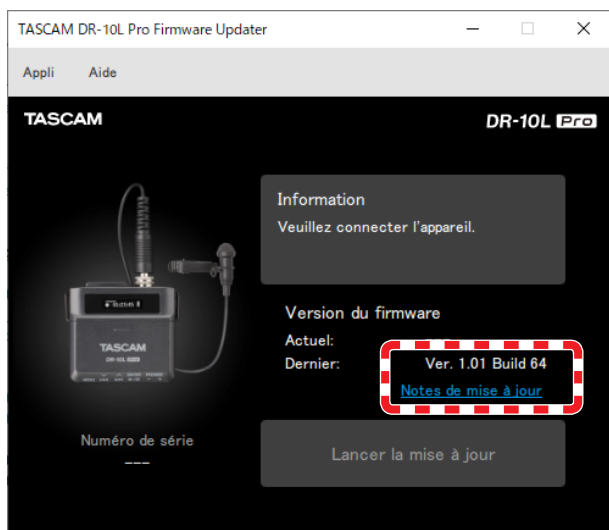 TASCAM DR-10L Pro Firmware Updater
Appli Aide
TASCAM
DR-10L Pro
Information
Veuillez connecter l'appareil.
Version du firmware
Actuel:
Dernier: Ver. 1.01 Build 64
Notes de mise à jour
TASCAM
Numéro de série
---
Lancer la mise à jour